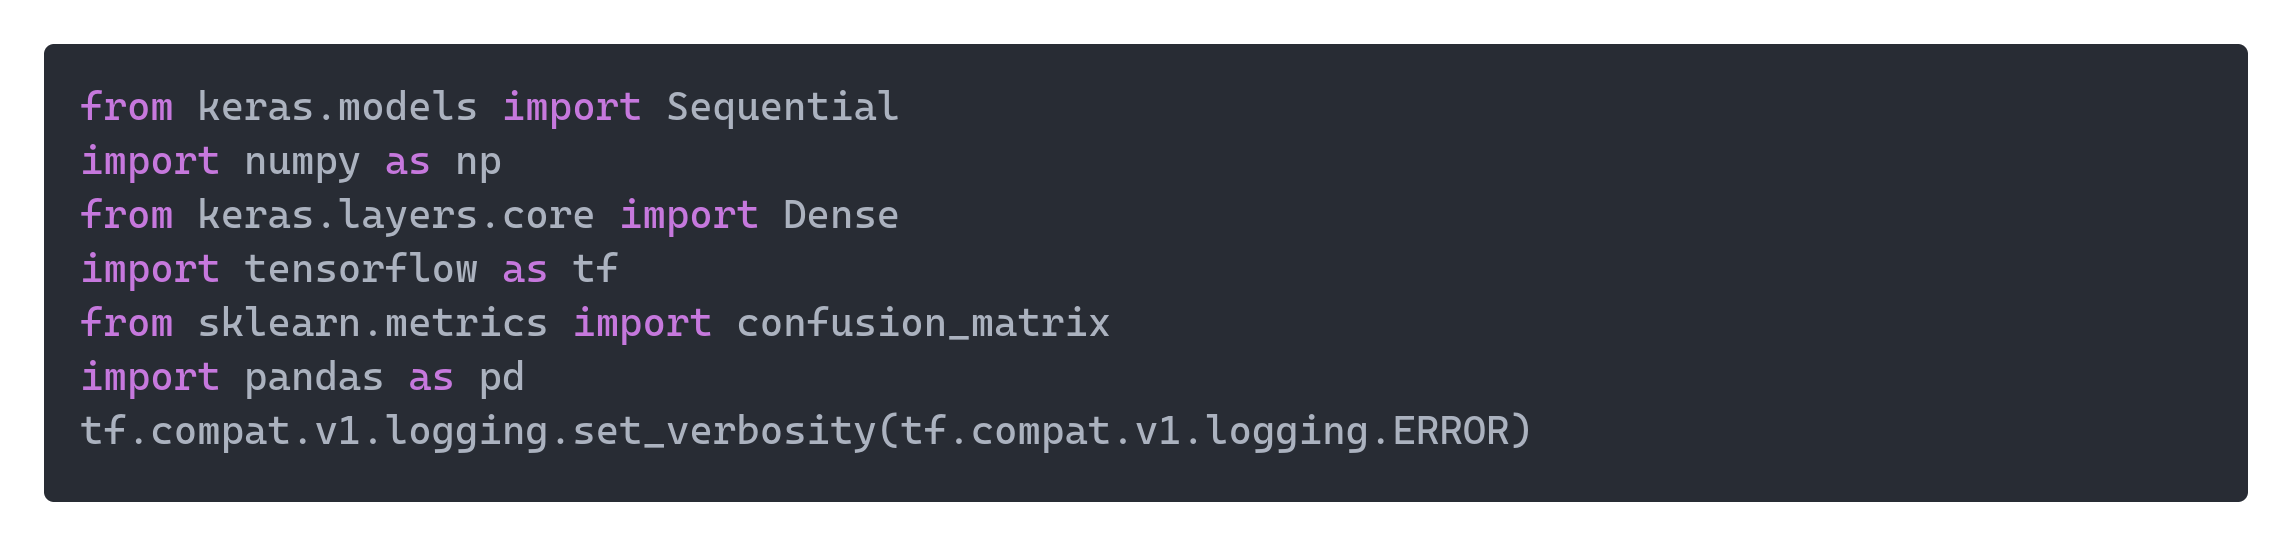 from keras.models import Sequential
import numpy as np
from keras.layers.core import Dense
import tensorflow as tf
from sklearn.metrics import confusion_matrix
import pandas as pd
tf.compat.v1.logging.set_verbosity(tf.compat.v1.logging.ERROR)